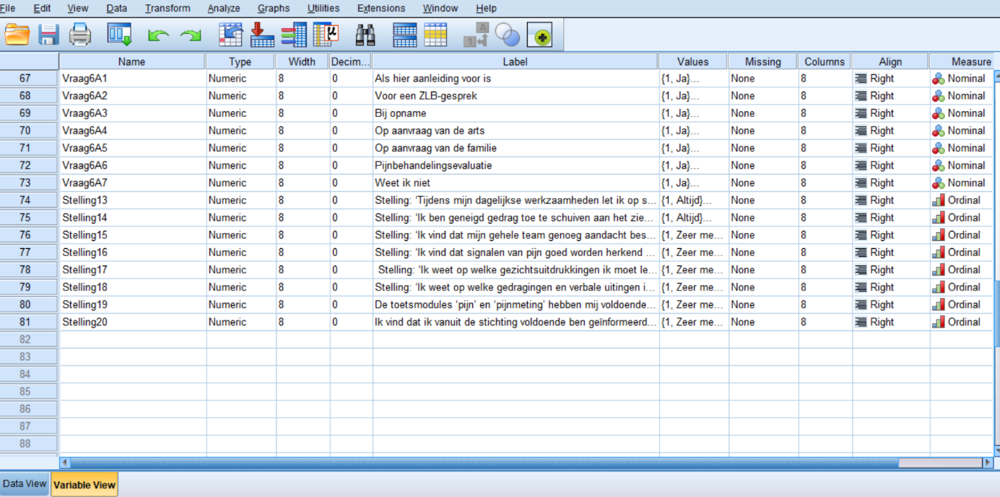 File Edit View Data Transform Analyze Graphs Utilities Extensions Window Help
Name Type Width Decim... Label Values Missing Columns Align Measure
67 Vraag6A1 Numeric 8 0 Als hier aanleiding voor is {1, Ja}... None 8 Right Nominal
68 Vraag6A2 Numeric 8 0 Voor een ZLB-gesprek {1, Ja}... None 8 Right Nominal
69 Vraag6A3 Numeric 8 0 Bij opname {1, Ja}... None 8 Right Nominal
70 Vraag6A4 Numeric 8 0 Op aanvraag van de arts {1, Ja}... None 8 Right Nominal
71 Vraag6A5 Numeric 8 0 Op aanvraag van de familie {1, Ja}... None 8 Right Nominal
72 Vraag6A6 Numeric 8 0 Pijnbehandelingsevaluatie {1, Ja}... None 8 Right Nominal
73 Vraag6A7 Numeric 8 0 Weet ik niet {1, Ja}... None 8 Right Nominal
74 Stelling13 Numeric 8 0 Stelling: ‘Tijdens mijn dagelijkse werkzaamheden let ik op s... {1, Altijd}... None 8 Right Ordinal
75 Stelling14 Numeric 8 0 Stelling: ‘Ik ben geneigd gedrag toe te schuiven aan het zie... {1, Altijd}... None 8 Right Ordinal
76 Stelling15 Numeric 8 0 Stelling: ‘Ik vind dat mijn gehele team genoeg aandacht bes... {1, Zeer me... None 8 Right Ordinal
77 Stelling16 Numeric 8 0 Stelling: ‘Ik vind dat signalen van pijn goed worden herkend ... {1, Zeer me... None 8 Right Ordinal
78 Stelling17 Numeric 8 0 Stelling: ‘Ik weet op welke gezichtsuitdrukkingen ik moet le... {1, Zeer me... None 8 Right Ordinal
79 Stelling18 Numeric 8 0 Stelling: ‘Ik weet op welke gedragingen en verbale uitingen i... {1, Zeer me... None 8 Right Ordinal
80 Stelling19 Numeric 8 0 De toetsmodules ‘pijn’ en ‘pijnmeting’ hebben mij voldoende... {1, Zeer me... None 8 Right Ordinal
81 Stelling20 Numeric 8 0 Ik vind dat ik vanuit de stichting voldoende ben geïnformeerd... {1, Zeer me... None 8 Right Ordinal
82
83
84
85
86
87
88
Data View Variable View